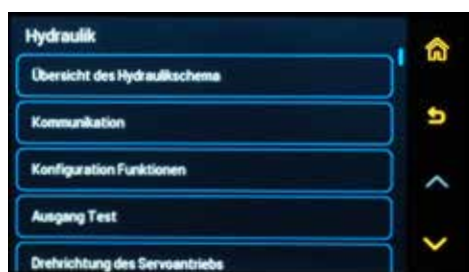 Hydraulik
Übersicht des Hydraulikschema
Kommunikation
Konfiguration Funktionen
Ausgang Test
Drehrichtung des Servoantriebs